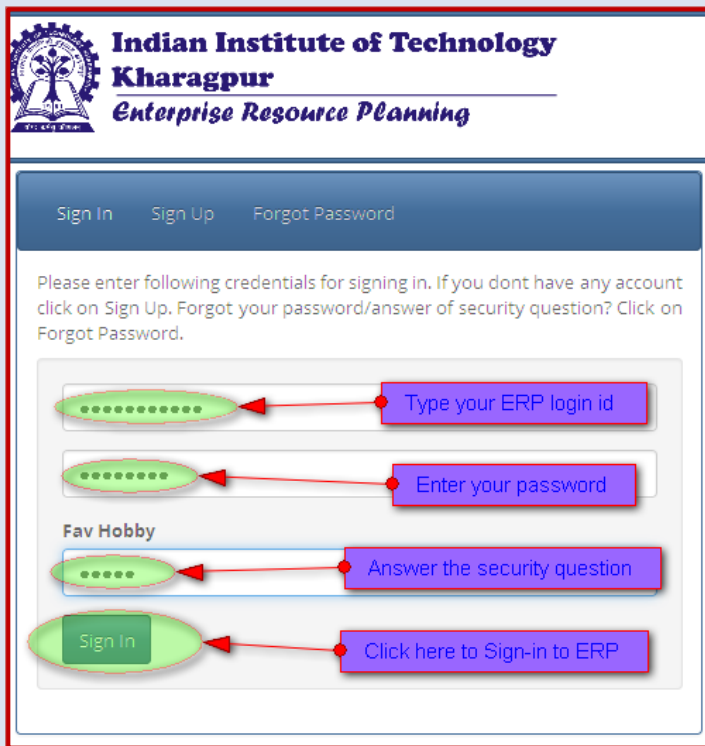 Indian Institute of Technology
Kharagpur
Enterprise Resource Planning
Sign In Sign Up Forgot Password
Please enter following credentials for signing in. If you dont have any account
click on Sign Up. Forgot your password/answer of security question? Click on
Forgot Password.
●●●●●●●●●●● Type your ERP login id
●●●●●●●● Enter your password
Fav Hobby
●●●●● Answer the security question
Sign In Click here to Sign-in to ERP